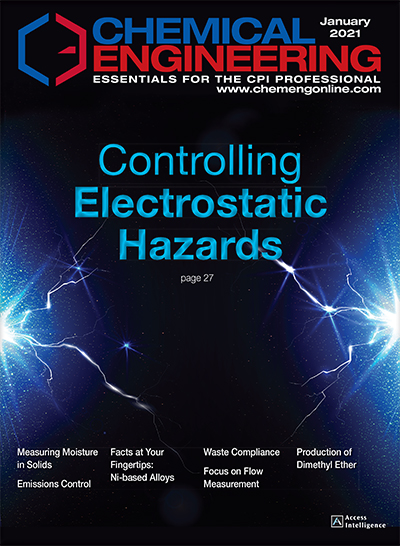 CHEMICAL
ENGINEERING
January
2021
ESSENTIALS FOR THE CPI PROFESSIONAL
www.chemengonline.com
Controlling
Electrostatic
Hazards
page 27
Measuring Moisture
in Solids
Emissions Control
Facts at Your
Fingertips:
Ni-based Alloys
Waste Compliance
Focus on Flow
Measurement
Production of
Dimethyl Ether
Access
Intelligence